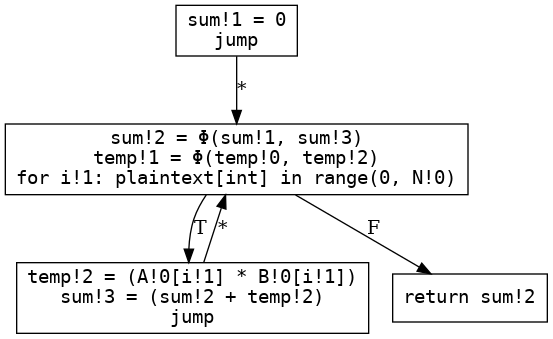 sum!1 = 0
jump
*
sum!2 = Φ(sum!1, sum!3)
temp!1 = Φ(temp!0, temp!2)
for i!1: plaintext[int] in range(0, N!0)
T
*
F
temp!2 = (A!0[i!1] * B!0[i!1])
sum!3 = (sum!2 + temp!2)
jump
return sum!2